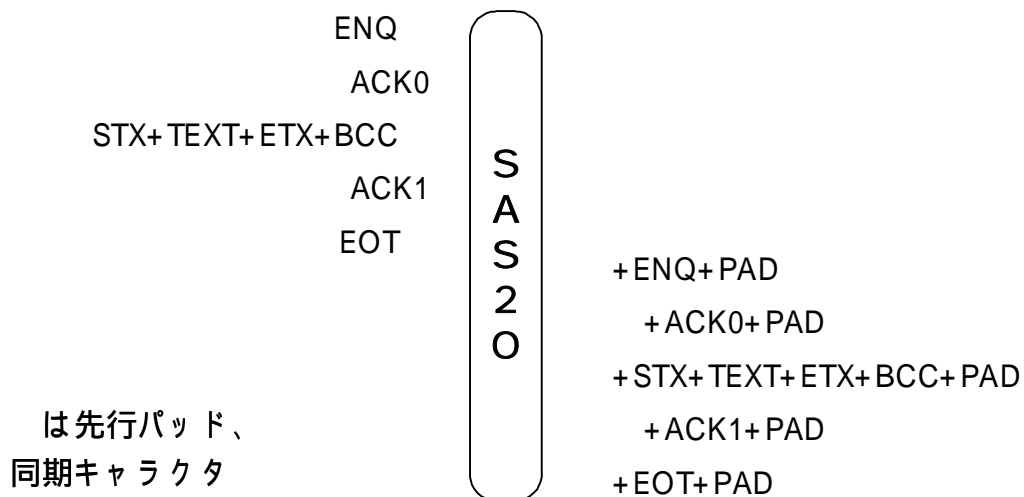 ENQ
ACK0
STX+TEXT+ETX+BCC
ACK1
EOT
SAS20
+ENQ+PAD
+ACK0+PAD
+STX+TEXT+ETX+BCC+PAD
+ACK1+PAD
+EOT+PAD
は先行パッド、
同期キャラクタ